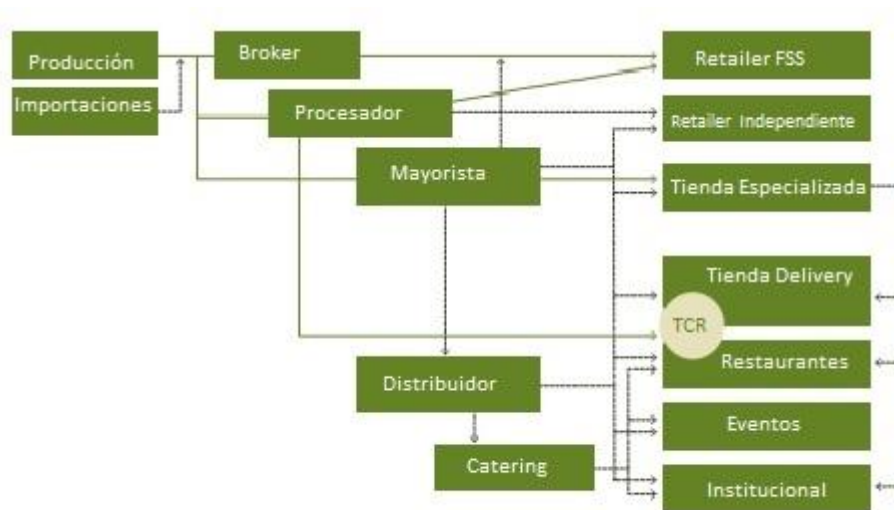 Producción
Importaciones
Broker
Procesador
Mayorista
Distribuidor
Catering
Retailer FSS
Retailer Independiente
Tienda Especializada
Tienda Delivery
TCR
Restaurantes
Eventos
Institucional